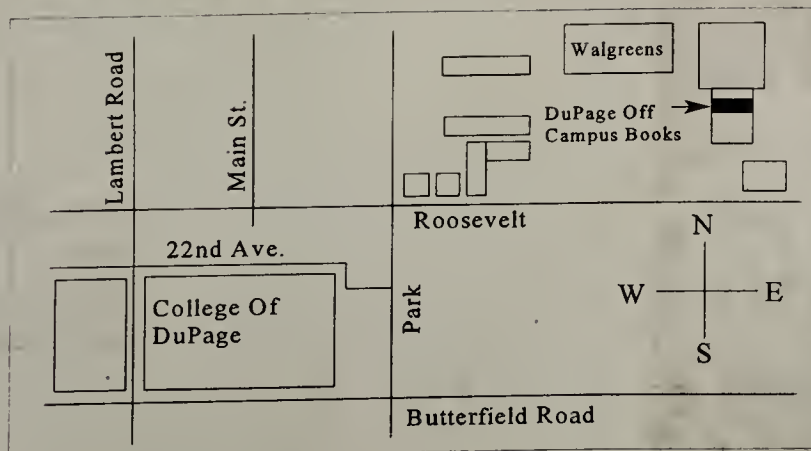 Lambert Road
Main St.
Walgreens
DuPage Off
Campus Books
Roosevelt
22nd Ave.
College Of
DuPage
Park
N
W
E
S
Butterfield Road